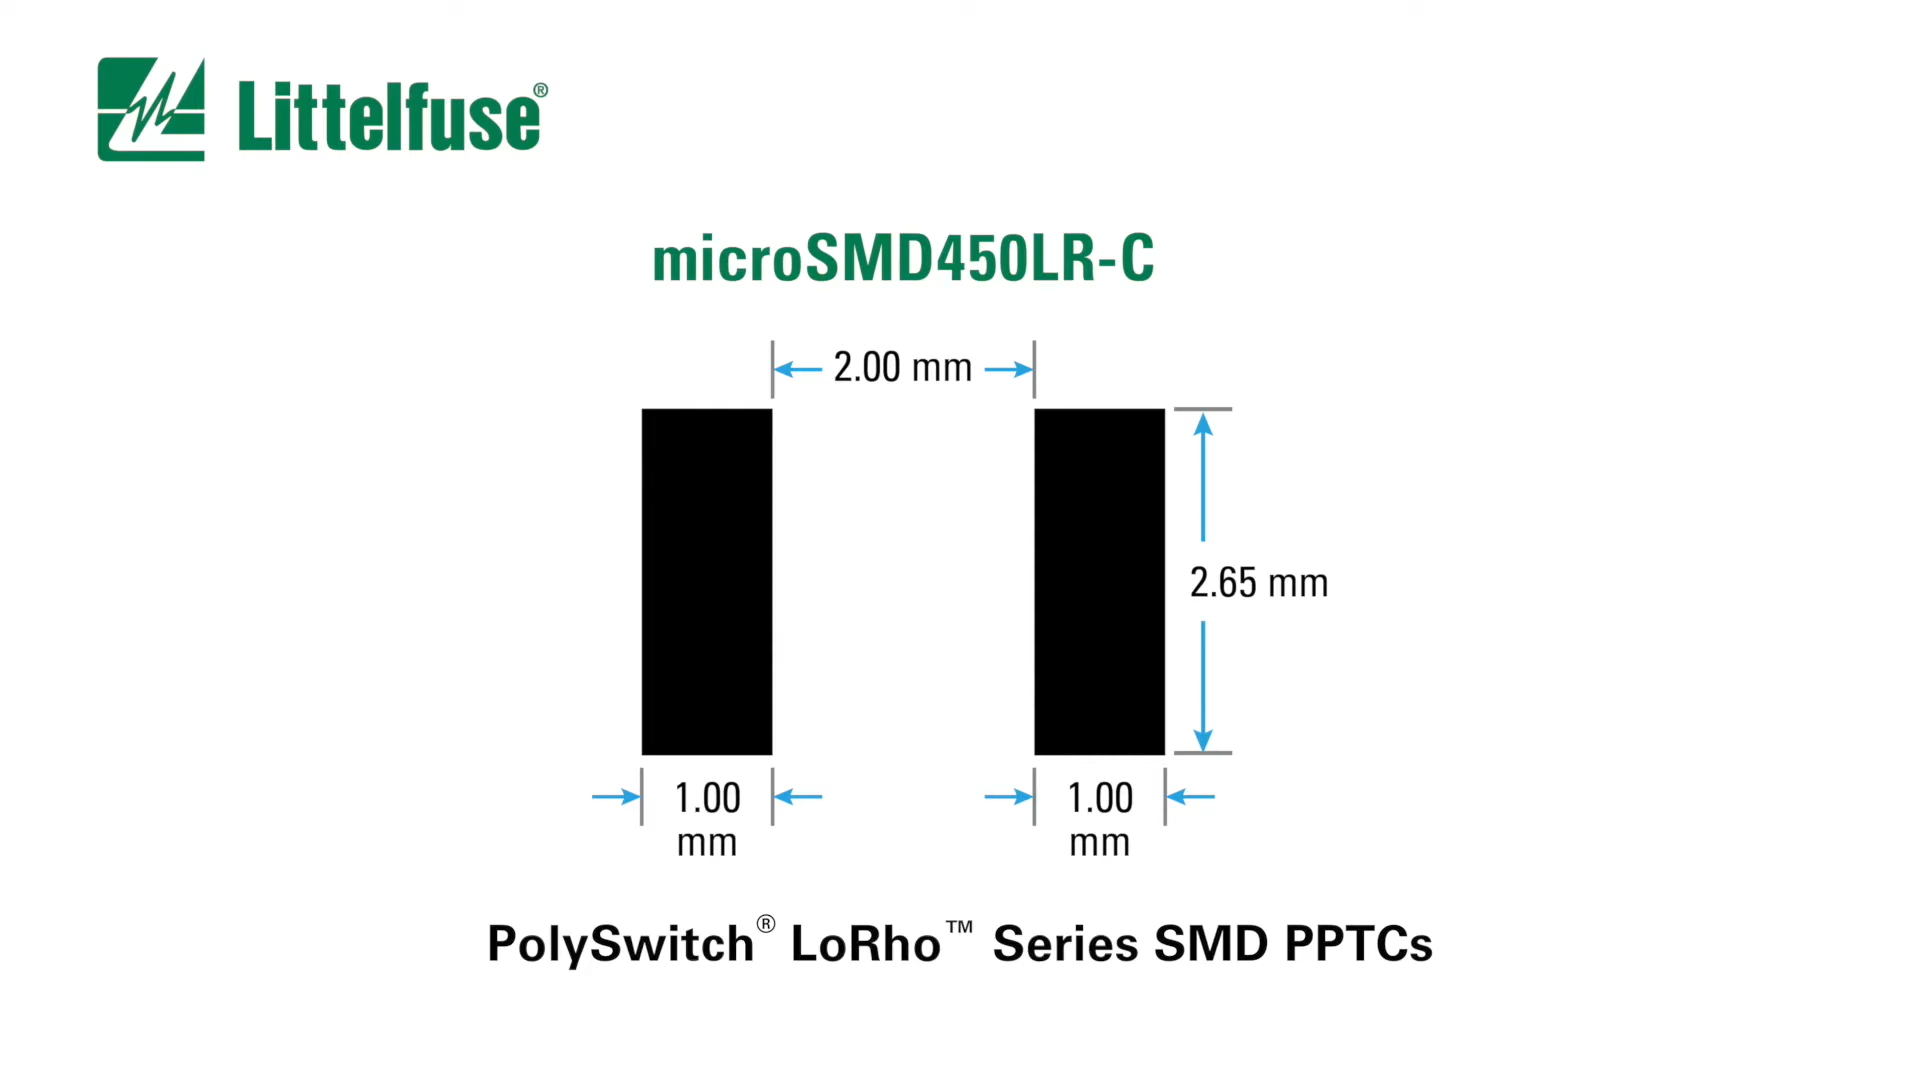 Littelfuse®
microSMD450LR-C
2.00 mm
2.65 mm
1.00 mm
1.00 mm
PolySwitch® LoRho™ Series SMD PPTCs